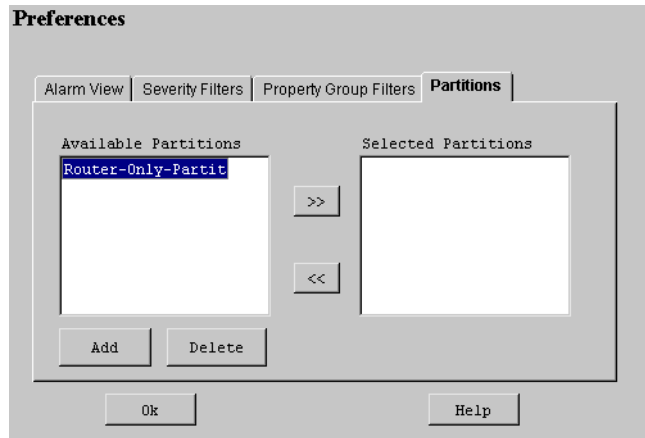 Preferences
Alarm View Severity Filters Property Group Filters Partitions
Available Partitions Selected Partitions
Router-Only-Partit
>>
<<
Add Delete
Ok Help